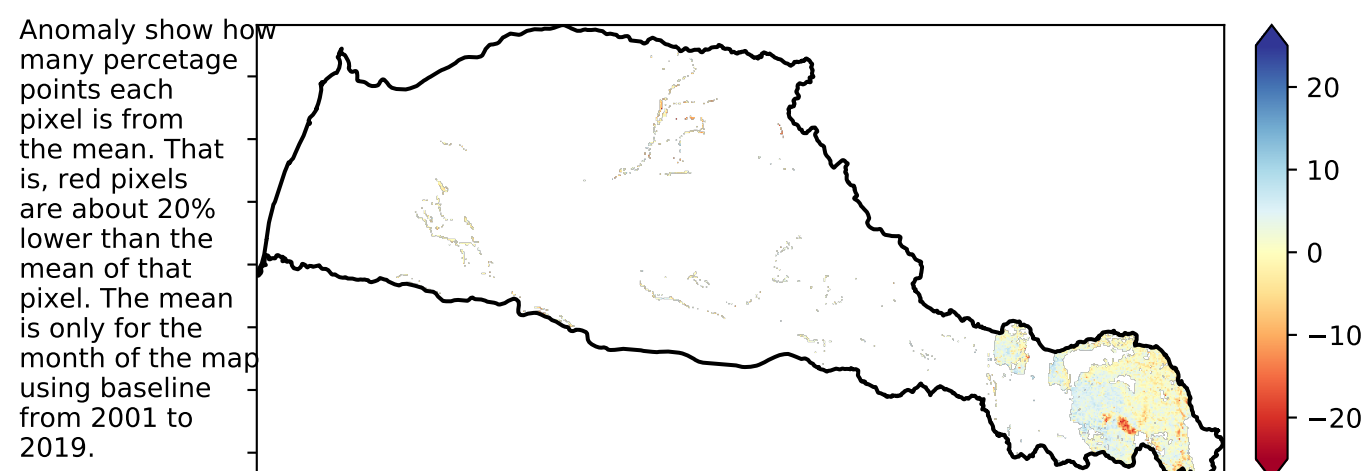 Anomaly show how
many percetage
points each
pixel is from
the mean. That
is, red pixels
are about 20%
lower than the
mean of that
pixel. The mean
is only for the
month of the map
using baseline
from 2001 to
2019.
20
10
0
−10
−20